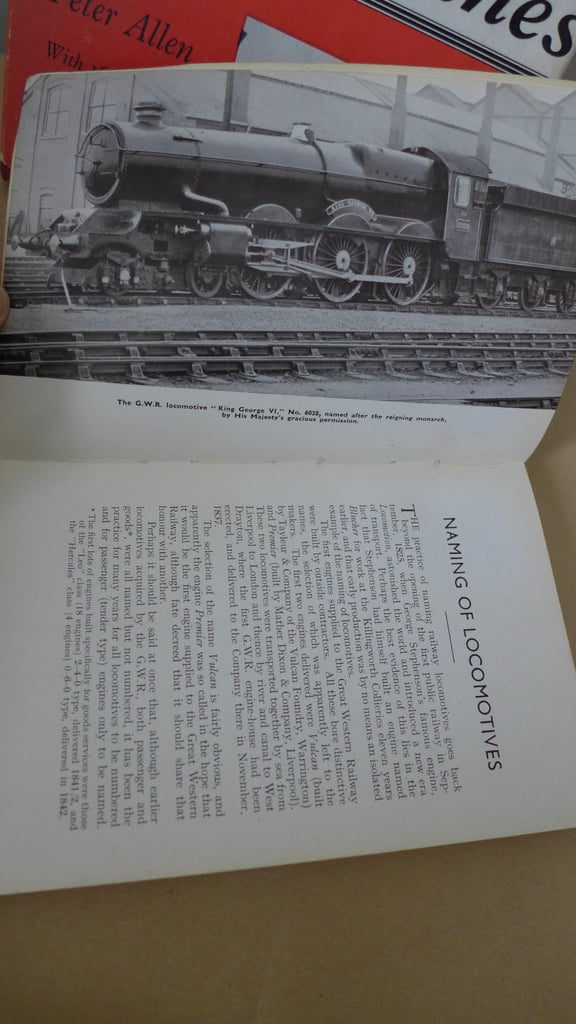 Peter Allen
With
The G.W.R. locomotive "King George VI," No. 6028, named after the reigning monarch,
by His Majesty's gracious permission.
NAMING OF LOCOMOTIVES
THE practice of naming railway locomotives goes back
beyond the opening of the first public railway in Sep-
tember, 1825, when George Stephenson's famous engine,
Locomotion, astonished the world and introduced a new era
of transport. Perhaps the best evidence of this lies in the
fact that Stephenson had himself built an engine named
Blucher for work at the Killingworth Collieries eleven years
earlier, and that early production was by no means an isolated
example of the naming of locomotives.
The first engines supplied to the Great Western Railway
were built by outside contractors. All these bore distinctive
names, the selection of which was apparently left to the
makers. The first two engines delivered were Vulcan (built
by Tayleur & Company of the Vulcan Foundry, Warrington)
and Premier (built by Mather Dixon & Company, Liverpool).
These two locomotives were transported together by sea from
Liverpool to London and thence by river and canal to West
Drayton, where the first G.W.R. engine-house had been
erected, and delivered to the Company there in November,
1837.
The selection of the name Vulcan is fairly obvious, and
apparently the engine Premier was so called in the hope that
it would be the first engine supplied to the Great Western
Railway, although fate decreed that it should share that
honour with another.
Perhaps it should be said at once that, although earlier
locomotives acquired by the G.W.R., both passenger and
goods*, were all named but not numbered, it has been the
practice for many years for all locomotives to be numbered
and for passenger (tender type) engines only to be named.
* The first lots of engines built specifically for goods services were those
of the "Leo" class (18 engines) 2-4-0 type, delivered 1841/2, and
the "Hercules" class (4 engines) 0-6-0 type, delivered in 1842.